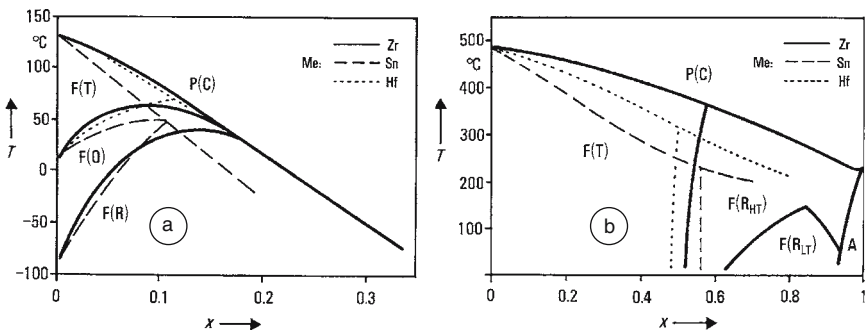 150
°C
100
50
0
−50
−100
T
0
0.1
0.2
0.3
x
F(T)
P(C)
F(O)
F(R)
a
Me:
Zr
Sn
Hf
500
°C
400
300
200
100
0
T
0
0.2
0.4
0.6
0.8
1
x
P(C)
F(T)
F(R_HT)
F(R_LT)
A
b
Me:
Zr
Sn
Hf